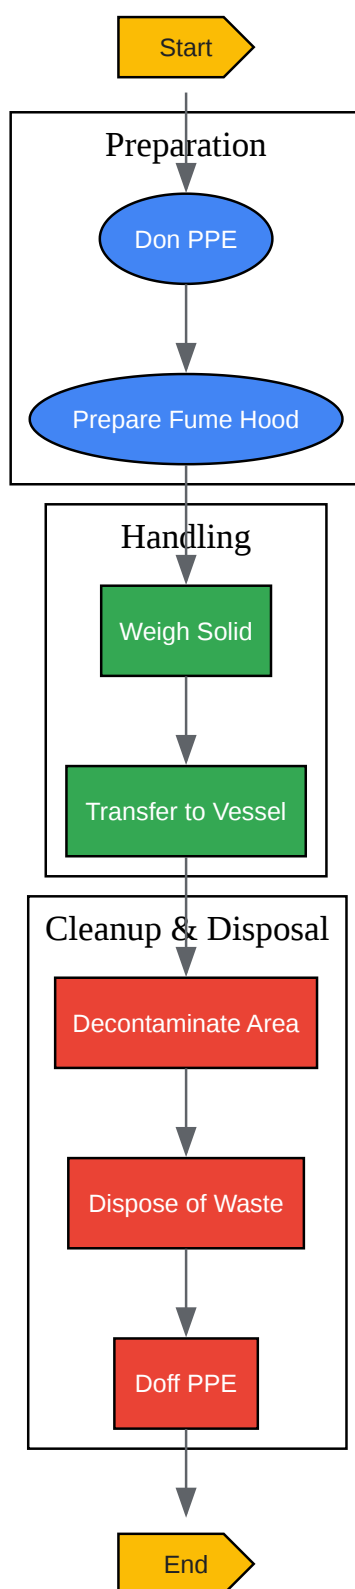 Start
Preparation
Don PPE
Prepare Fume Hood
Handling
Weigh Solid
Transfer to Vessel
Cleanup & Disposal
Decontaminate Area
Dispose of Waste
Doff PPE
End